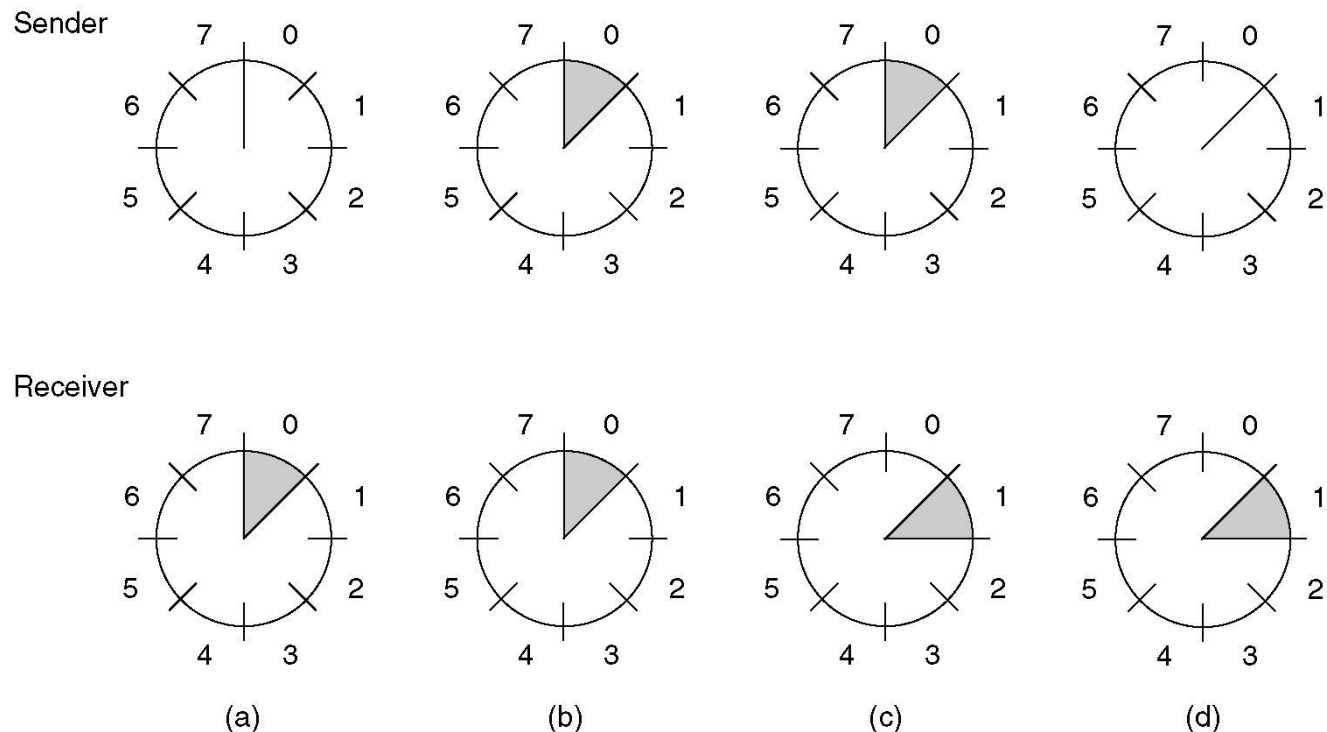 Sender
7 0 7 0 7 0 7 0
6 1 6 1 6 1 6 1
5 2 5 2 5 2 5 2
4 3 4 3 4 3 4 3
Receiver
7 0 7 0 7 0 7 0
6 1 6 1 6 1 6 1
5 2 5 2 5 2 5 2
4 3 4 3 4 3 4 3
(a) (b) (c) (d)